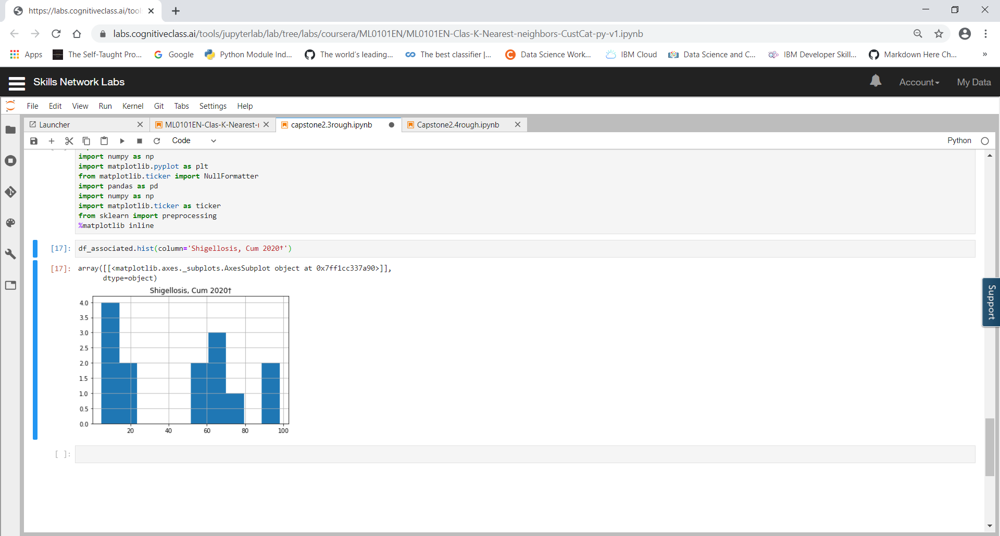 https://labs.cognitiveclass.ai/tool
labs.cognitiveclass.ai/tools/jupyterlab/lab/tree/labs/coursera/ML0101EN/ML0101EN-Clas-K-Nearest-neighbors-CustCat-py-v1.ipynb
Apps The Self-Taught Pro... Google Python Module Ind... The world's leading... The best classifier |... Data Science Work... IBM Cloud Data Science and C... IBM Developer Skill... Markdown Here Ch... »
Skills Network Labs Account My Data
File Edit View Run Kernel Git Tabs Settings Help
Launcher ML0101EN-Clas-K-Nearest- capstone2.3rough.ipynb Capstone2.4rough.ipynb
Code Python
import numpy as np
import matplotlib.pyplot as plt
from matplotlib.ticker import NullFormatter
import pandas as pd
import numpy as np
import matplotlib.ticker as ticker
from sklearn import preprocessing
%matplotlib inline
[17]: df_associated.hist(column='Shigellosis, Cum 2020†')
[17]: array([[<matplotlib.axes._subplots.AxesSubplot object at 0x7ff1cc337a90>]],
dtype=object)
Shigellosis, Cum 2020†
4.0
3.5
3.0
2.5
2.0
1.5
1.0
0.5
0.0
20 40 60 80 100
[ ]:
Support